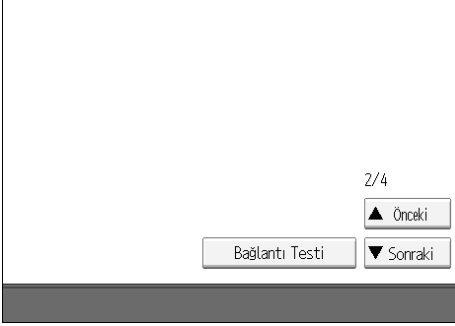 2/4
▲ Önceki
Bağlantı Testi ▼ Sonraki